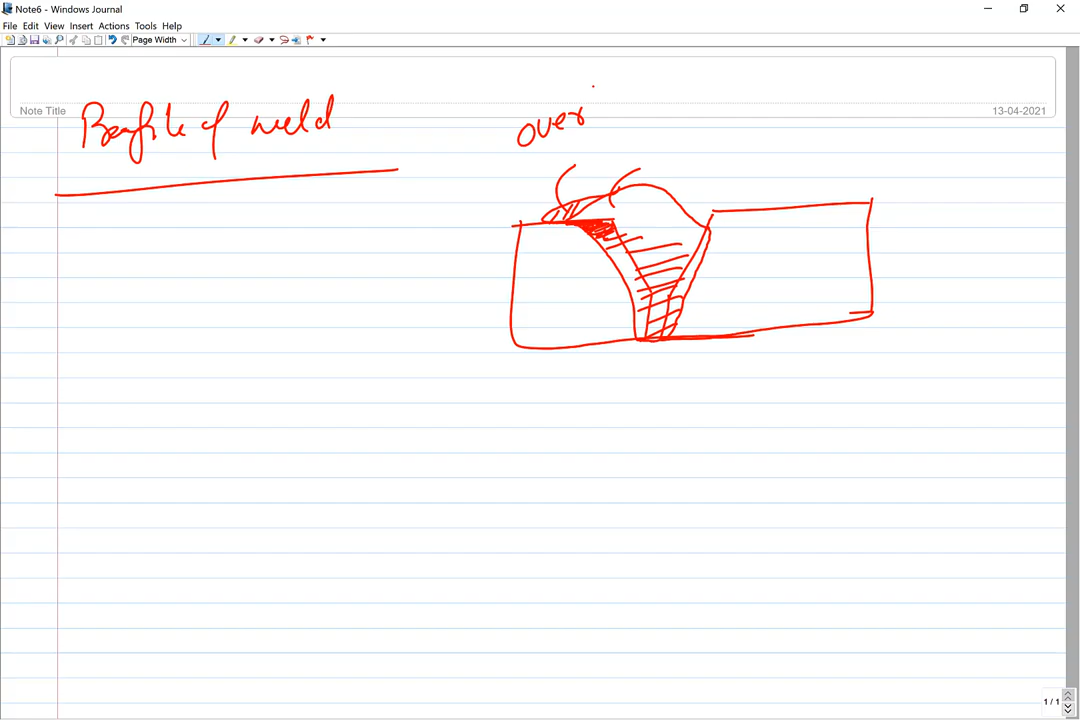 Note6 - Windows Journal
File Edit View Insert Actions Tools Help
Page Width
Note Title
13-04-2021
of weld
over
1/1